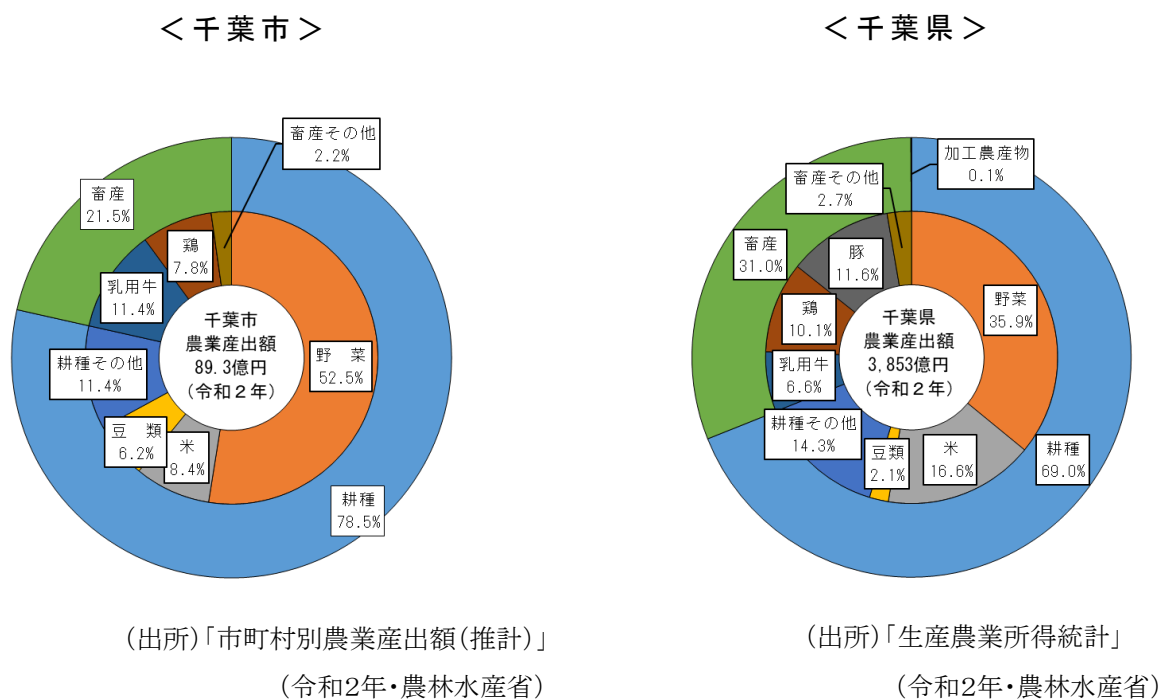 ＜千葉市＞
畜産その他
2.2%
畜産
21.5%
鶏
7.8%
乳用牛
11.4%
千葉市
農業産出額
89.3億円
（令和２年）
野　菜
52.5%
耕種その他
11.4%
豆　類
6.2%
米
8.4%
耕種
78.5%
（出所）「市町村別農業産出額（推計）」
（令和2年・農林水産省）
＜千葉県＞
加工農産物
0.1%
畜産その他
2.7%
畜産
31.0%
豚
11.6%
野菜
35.9%
鶏
10.1%
千葉県
農業産出額
3,853億円
（令和２年）
乳用牛
6.6%
耕種その他
14.3%
豆類
2.1%
米
16.6%
耕種
69.0%
（出所）「生産農業所得統計」
（令和2年・農林水産省）